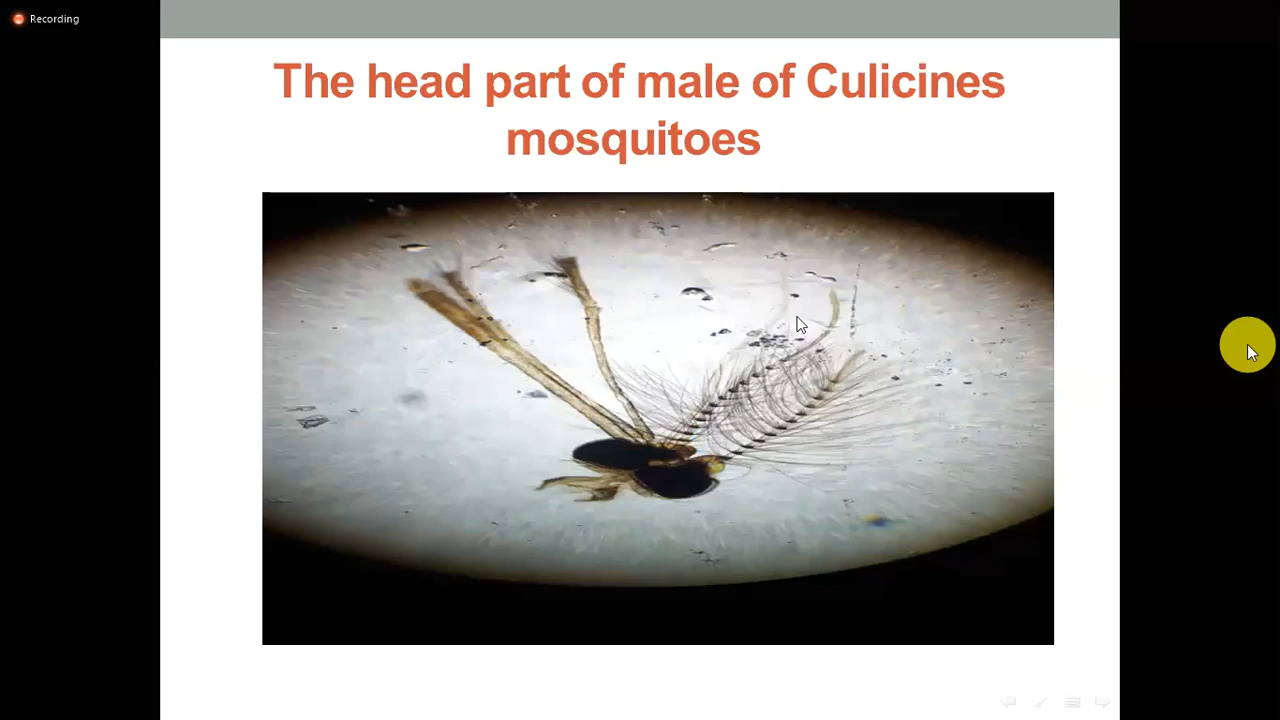 Recording
The head part of male of Culicines
mosquitoes